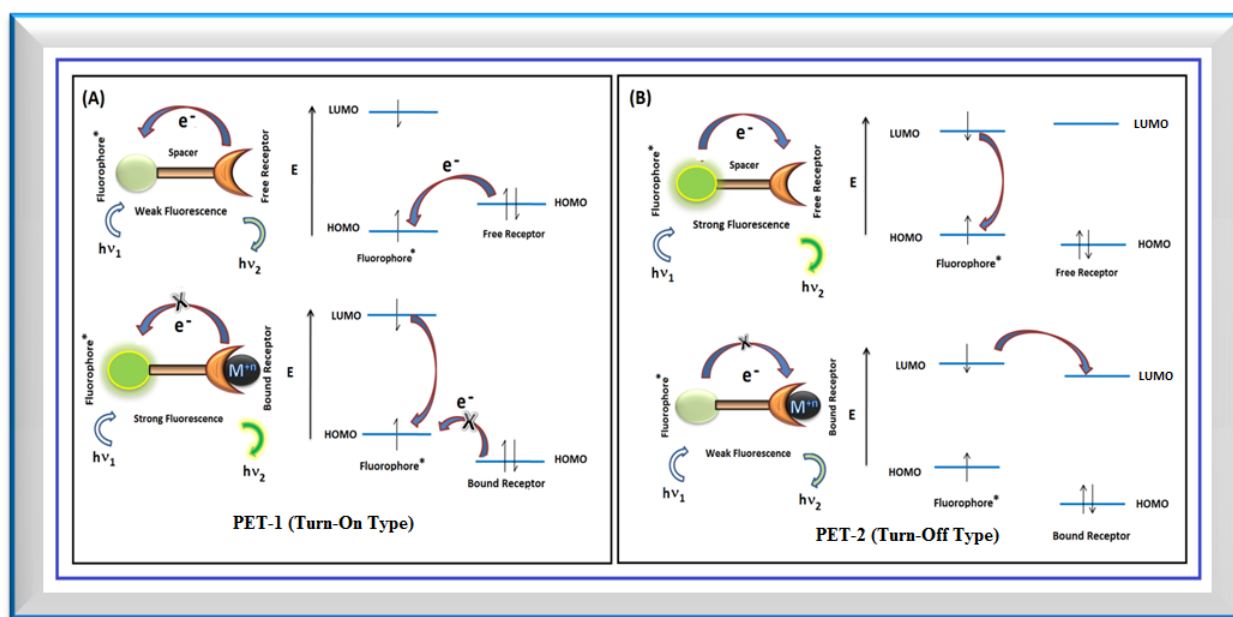 (A)
e-
Fluorophore*
Spacer
Free Receptor
Weak Fluorescence
hν1
hν2
E
LUMO
e-
HOMO
HOMO
Free Receptor
Fluorophore*
X
e-
Fluorophore*
M+n
Bound Receptor
Strong Fluorescence
hν1
hν2
E
LUMO
e-
X
HOMO
Fluorophore*
HOMO
Bound Receptor
PET-1 (Turn-On Type)
(B)
e-
Fluorophore*
Spacer
Free Receptor
Strong Fluorescence
hν1
hν2
E
LUMO
LUMO
HOMO
HOMO
Fluorophore*
Free Receptor
X
e-
Fluorophore*
M+n
Bound Receptor
Weak Fluorescence
hν1
hν2
E
LUMO
LUMO
HOMO
Fluorophore*
HOMO
Bound Receptor
PET-2 (Turn-Off Type)